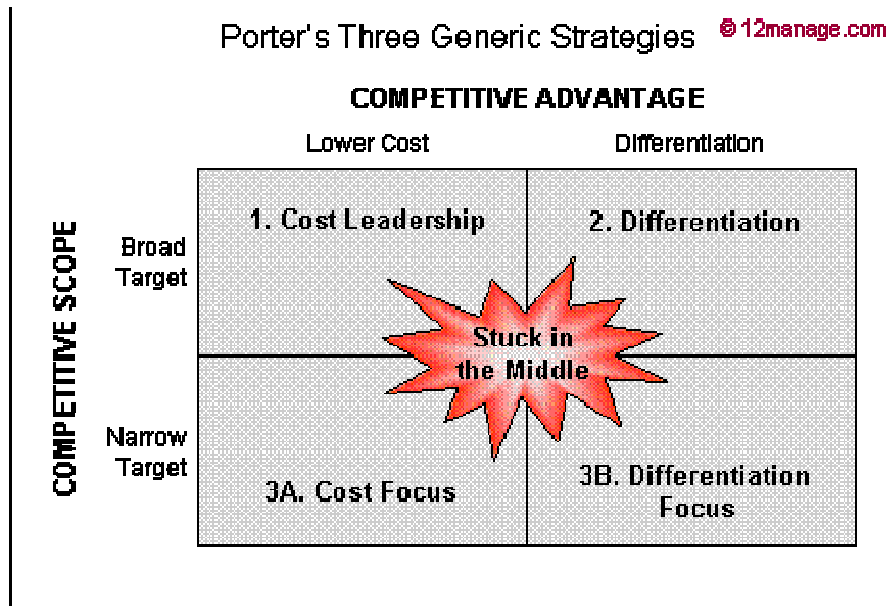 Porter's Three Generic Strategies
© 12manage.com
COMPETITIVE ADVANTAGE
Lower Cost
Differentiation
COMPETITIVE SCOPE
Broad
Target
1. Cost Leadership
2. Differentiation
Stuck in
the Middle
Narrow
Target
3A. Cost Focus
3B. Differentiation
Focus